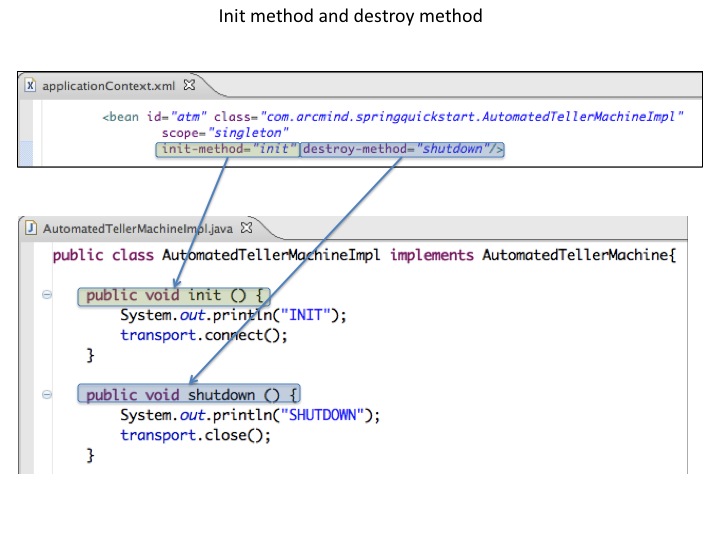 Init method and destroy method
applicationContext.xml
<bean id="atm" class="com.arcmind.springquickstart.AutomatedTellerMachineImpl"
scope="singleton"
init-method="init" destroy-method="shutdown"/>
AutomatedTellerMachineImpl.java
public class AutomatedTellerMachineImpl implements AutomatedTellerMachine{
public void init () {
System.out.println("INIT");
transport.connect();
}
public void shutdown () {
System.out.println("SHUTDOWN");
transport.close();
}